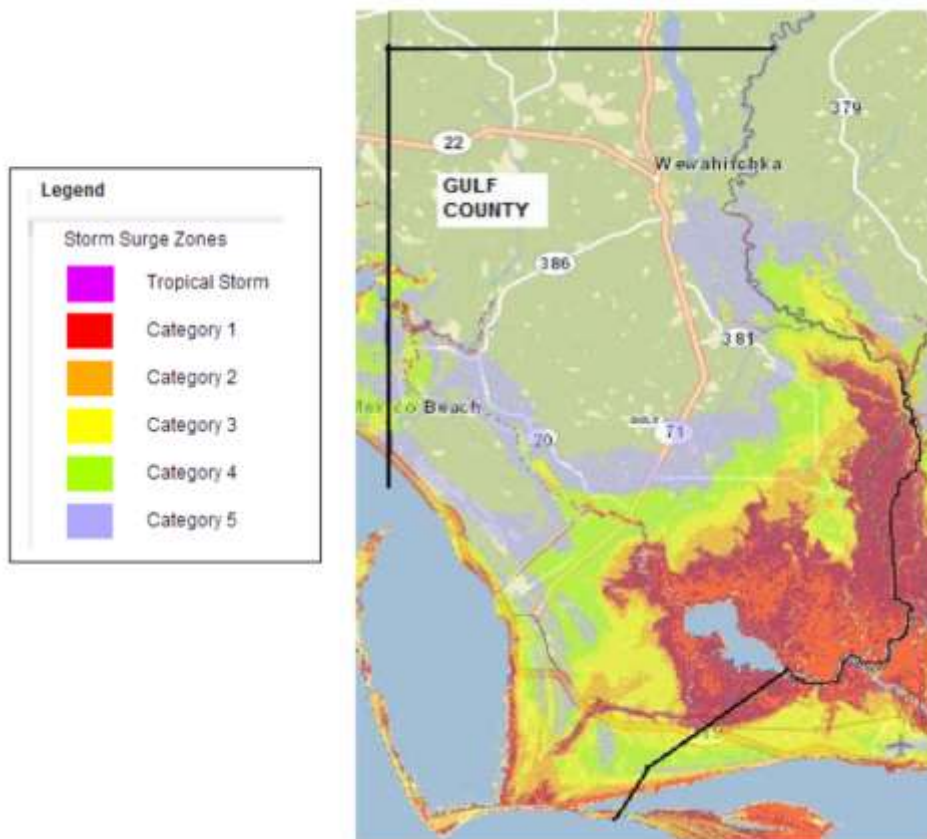 Legend
Storm Surge Zones
Tropical Storm
Category 1
Category 2
Category 3
Category 4
Category 5
379
22
Wewahitchka
GULF
COUNTY
386
381
Mexico Beach
20
71